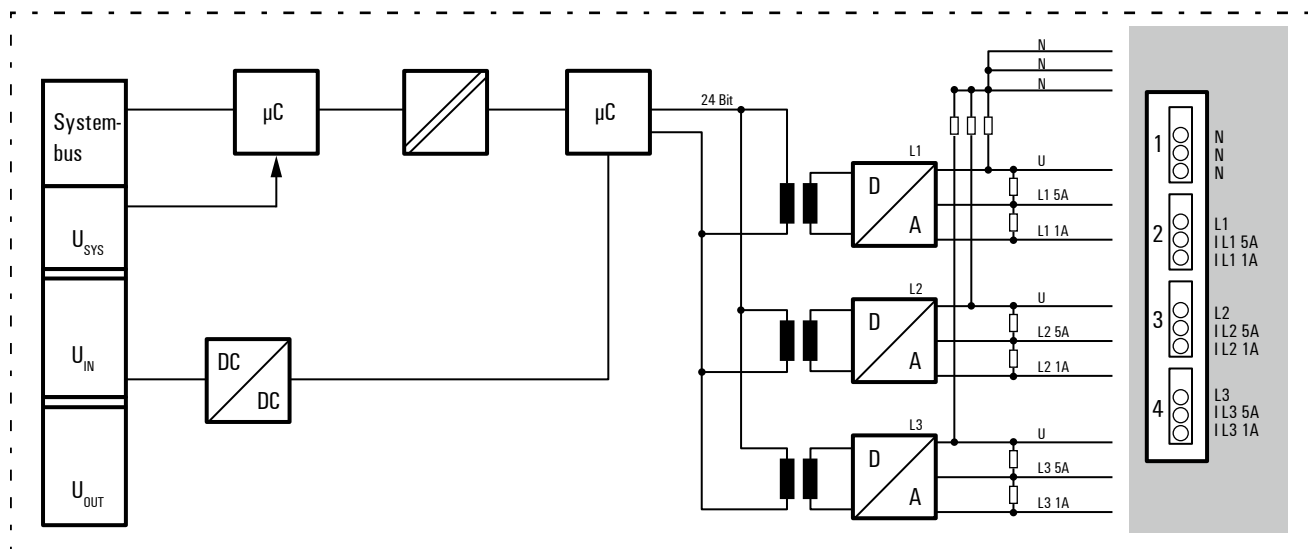 System-
bus
U_SYS
U_IN
U_OUT
µC
µC
DC
DC
24 Bit
N
N
N
L1
D
A
U
L1 5A
L1 1A
L2
D
A
U
L2 5A
L2 1A
L3
D
A
U
L3 5A
L3 1A
1
N
N
N
2
L1
I L1 5A
I L1 1A
3
L2
I L2 5A
I L2 1A
4
L3
I L3 5A
I L3 1A